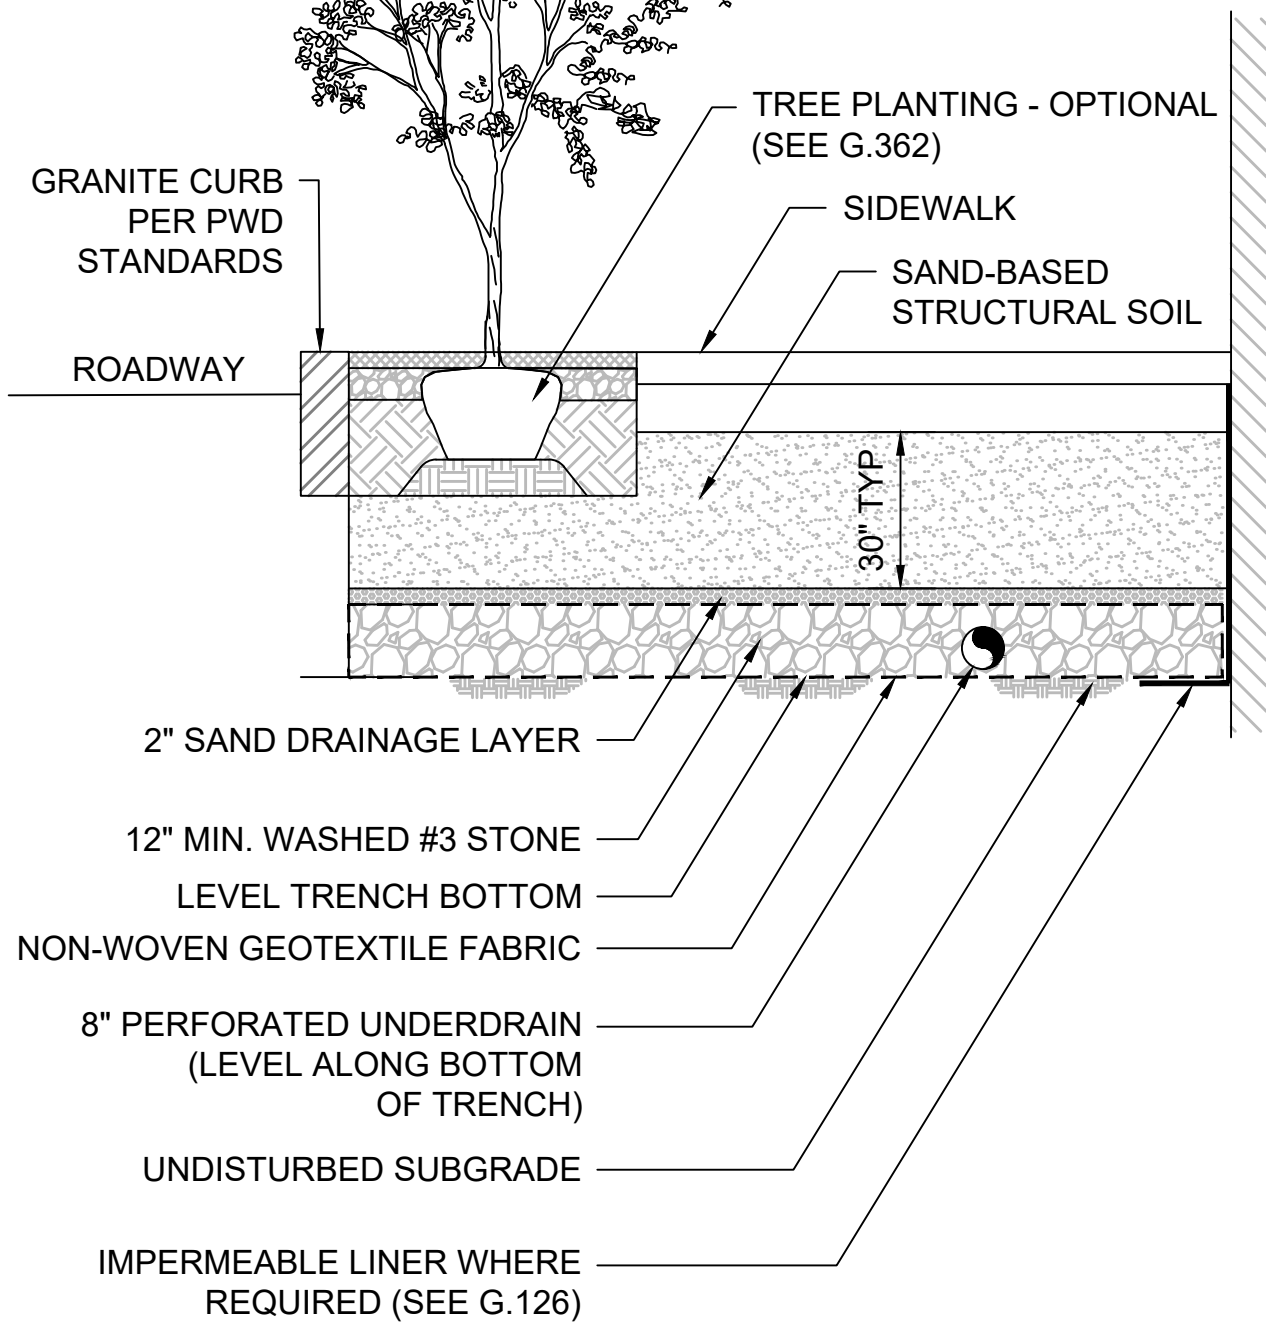 TREE PLANTING - OPTIONAL
(SEE G.362)
GRANITE CURB
PER PWD
STANDARDS
SIDEWALK
SAND-BASED
STRUCTURAL SOIL
ROADWAY
30" TYP
2" SAND DRAINAGE LAYER
12" MIN. WASHED #3 STONE
LEVEL TRENCH BOTTOM
NON-WOVEN GEOTEXTILE FABRIC
8" PERFORATED UNDERDRAIN
(LEVEL ALONG BOTTOM
OF TRENCH)
UNDISTURBED SUBGRADE
IMPERMEABLE LINER WHERE
REQUIRED (SEE G.126)